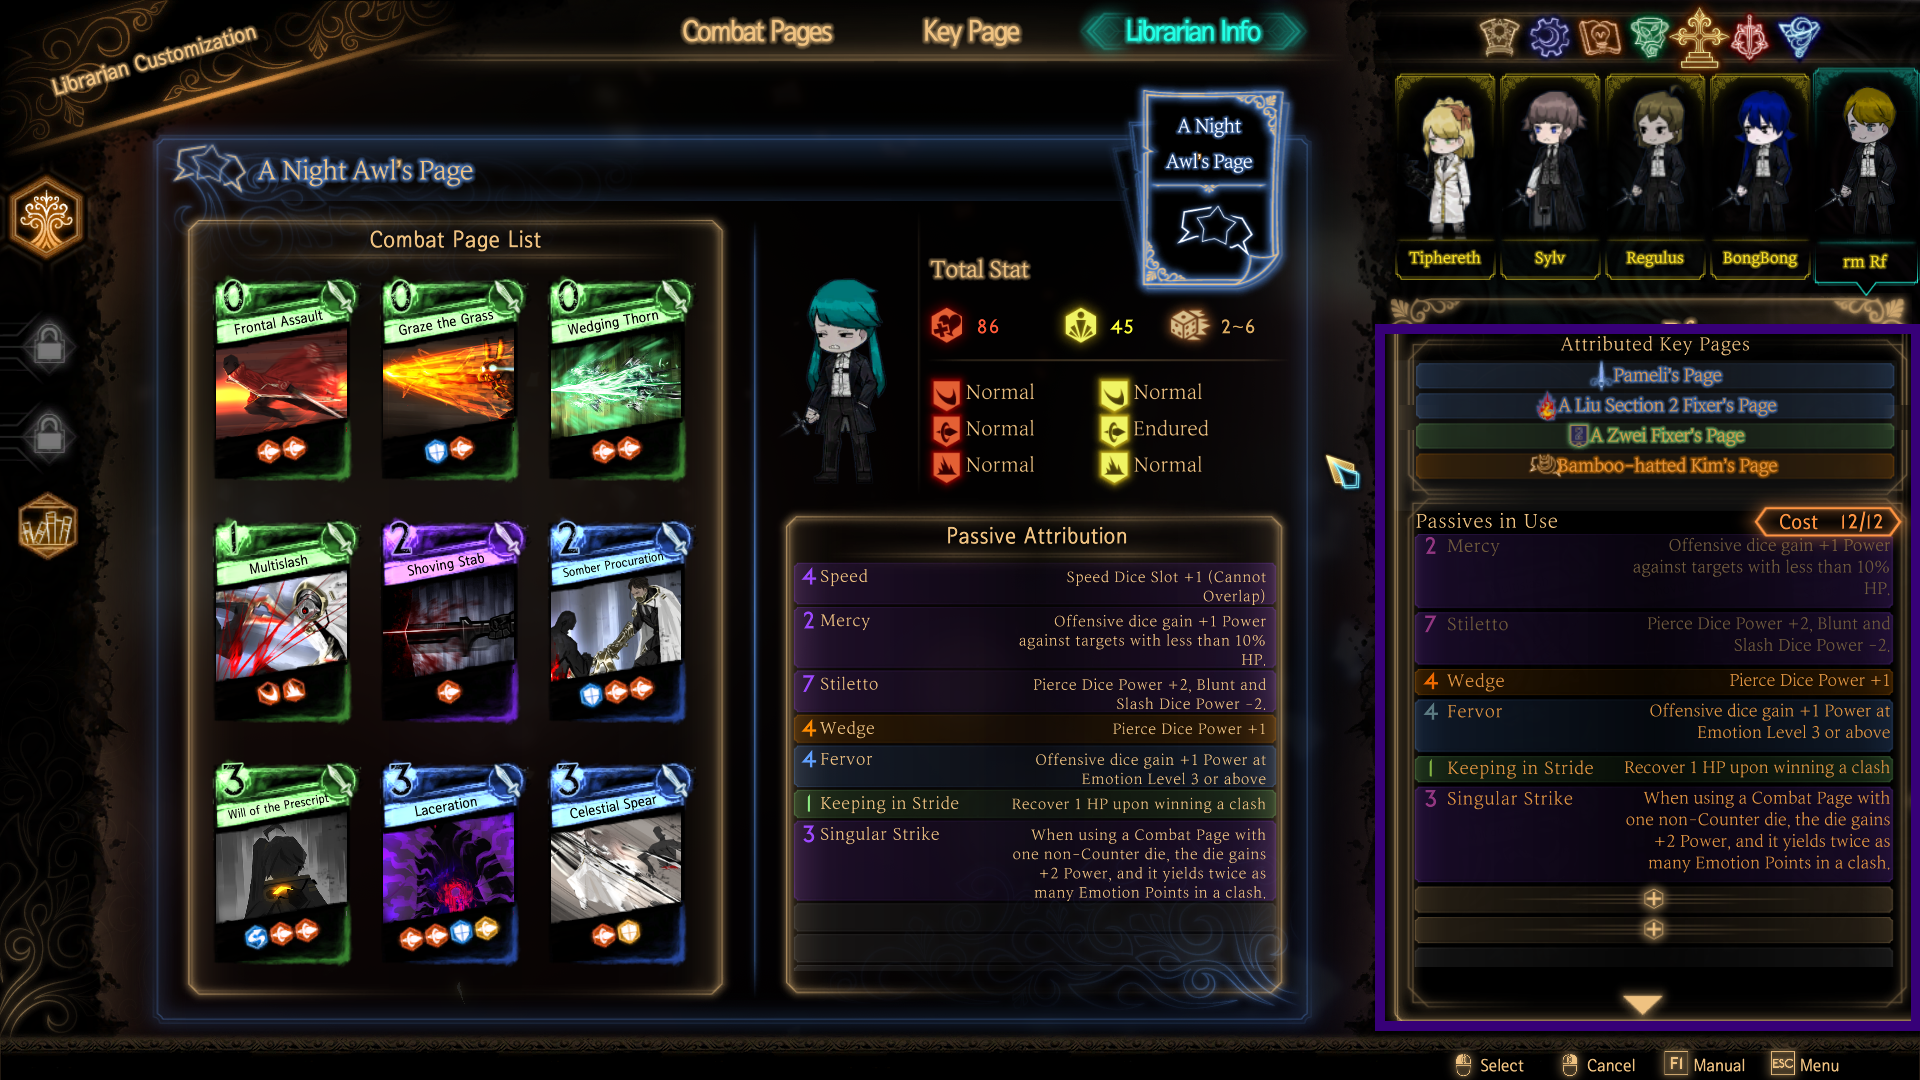 Librarian Customization
Combat Pages
Key Page
Librarian Info
A Night Awl's Page
A Night
Awl's Page
Combat Page List
0
Frontal Assault
0
Graze the Grass
0
Wedging Thorn
1
Multislash
2
Shoving Stab
2
Somber Procuration
3
Will of the Prescript
3
Laceration
3
Celestial Spear
Total Stat
86
45
2~6
Normal
Normal
Normal
Endured
Normal
Normal
Passive Attribution
4 Speed
Speed Dice Slot +1 (Cannot
Overlap)
2 Mercy
Offensive dice gain +1 Power
against targets with less than 10%
HP.
7 Stiletto
Pierce Dice Power +2, Blunt and
Slash Dice Power -2.
4 Wedge
Pierce Dice Power +1
4 Fervor
Offensive dice gain +1 Power at
Emotion Level 3 or above
1 Keeping in Stride
Recover 1 HP upon winning a clash
3 Singular Strike
When using a Combat Page with
one non-Counter die, the die gains
+2 Power, and it yields twice as
many Emotion Points in a clash.
Tiphereth
Sylv
Regulus
BongBong
rm Rf
Attributed Key Pages
Pameli's Page
A Liu Section 2 Fixer's Page
A Zwei Fixer's Page
Bamboo-hatted Kim's Page
Passives in Use
Cost 12/12
2 Mercy
Offensive dice gain +1 Power
against targets with less than 10%
HP.
7 Stiletto
Pierce Dice Power +2, Blunt and
Slash Dice Power -2.
4 Wedge
Pierce Dice Power +1
4 Fervor
Offensive dice gain +1 Power at
Emotion Level 3 or above
1 Keeping in Stride
Recover 1 HP upon winning a clash
3 Singular Strike
When using a Combat Page with
one non-Counter die, the die gains
+2 Power, and it yields twice as
many Emotion Points in a clash.
Select
Cancel
F1 Manual
ESC Menu